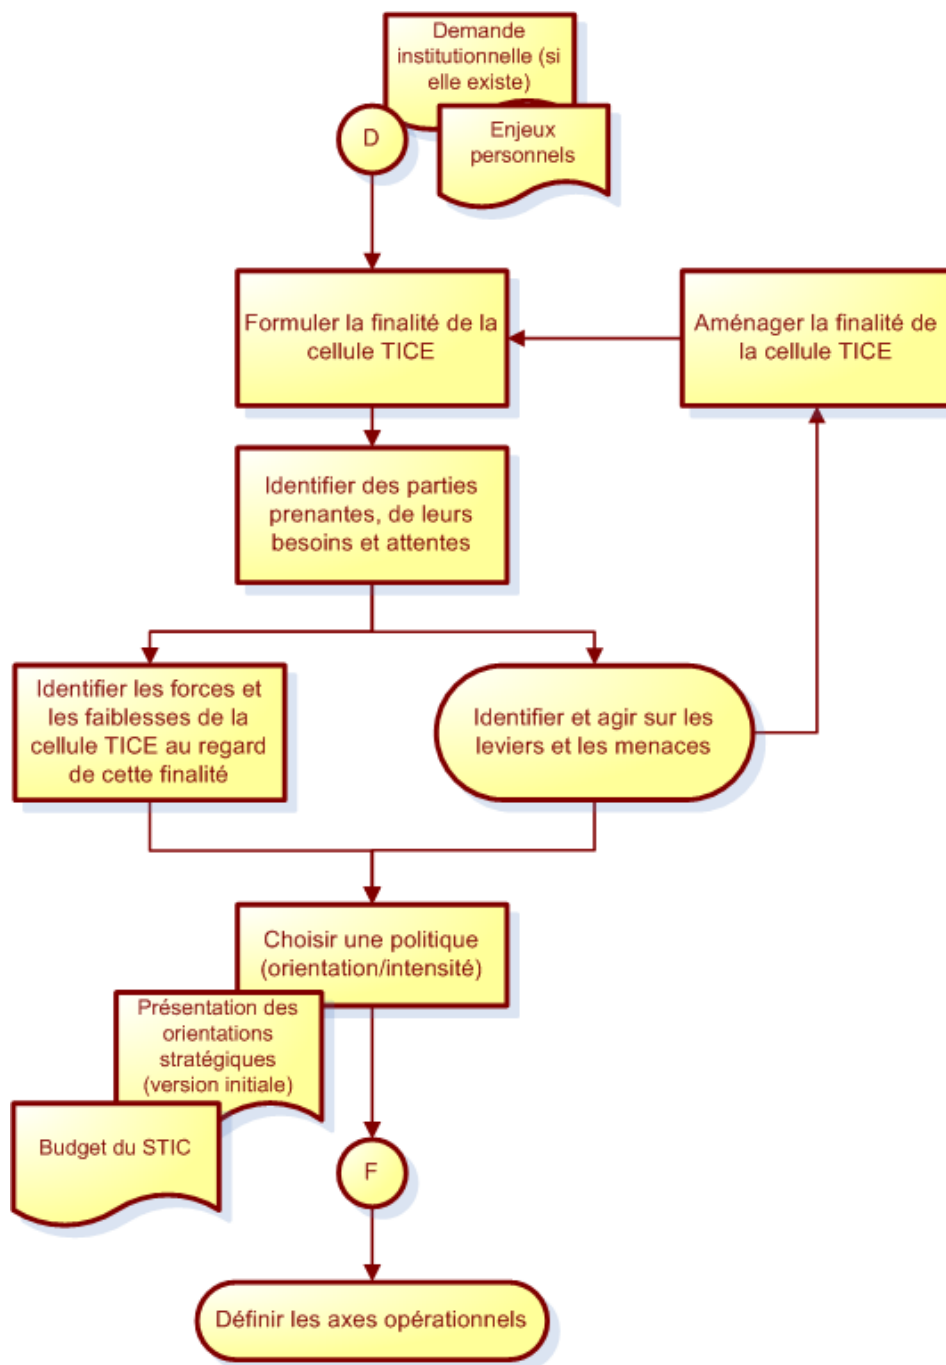 Demande
institutionnelle (si
elle existe)
D
Enjeux
personnels
Formuler la finalité de la
cellule TICE
Aménager la finalité de
la cellule TICE
Identifier des parties
prenantes, de leurs
besoins et attentes
Identifier les forces et
les faiblesses de la
cellule TICE au regard
de cette finalité
Identifier et agir sur les
leviers et les menaces
Choisir une politique
(orientation/intensité)
Présentation des
orientations
stratégiques
(version initiale)
Budget du STIC
F
Définir les axes opérationnels